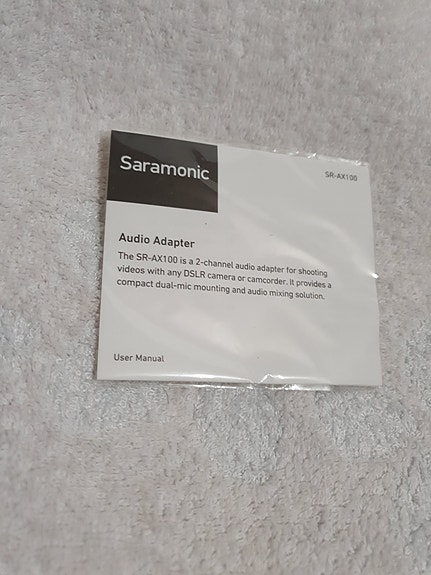 Saramonic
SR-AX100
Audio Adapter
The SR-AX100 is a 2-channel audio adapter for shooting
videos with any DSLR camera or camcorder. It provides a
compact dual-mic mounting and audio mixing solution.
User Manual